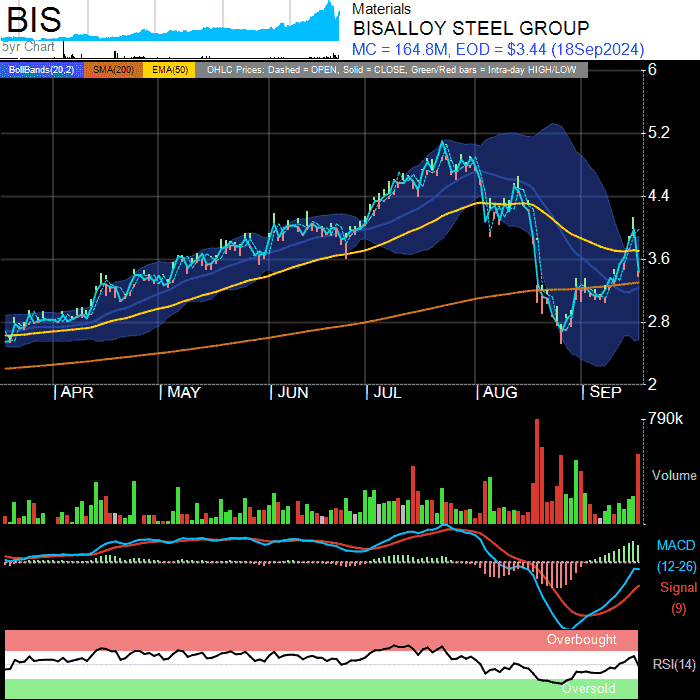 BIS
5yr Chart
Materials
BISALLOY STEEL GROUP
MC = 164.8M, EOD = $3.44 (18Sep2024)
BollBands(20,2) SMA(200) EMA(50) OHLC Prices: Dashed = OPEN, Solid = CLOSE, Green/Red bars = Intra-day HIGH/LOW
6
5.2
4.4
3.6
2.8
2
APR MAY JUN JUL AUG SEP
790k
Volume
MACD
(12-26)
Signal
(9)
Overbought
RSI(14)
Oversold